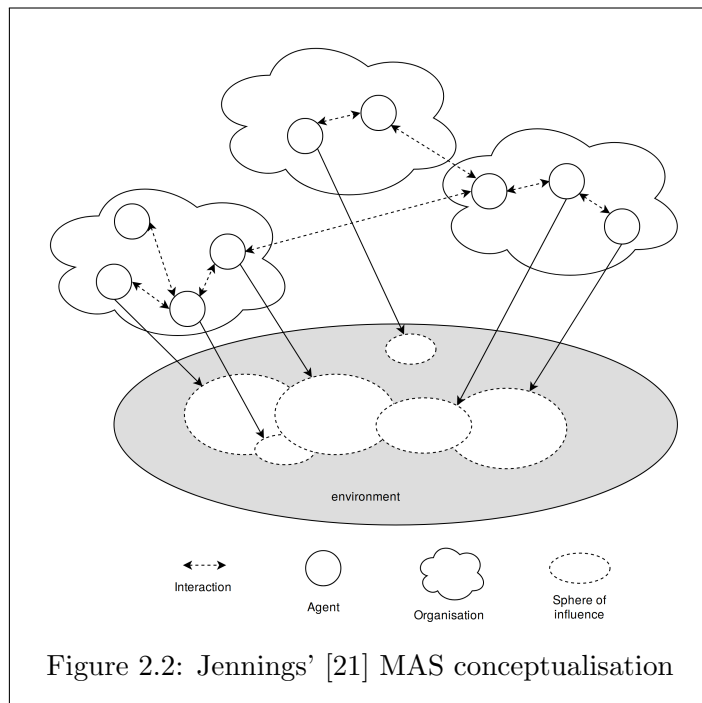 environment
Interaction
Agent
Organisation
Sphere of
influence
Figure 2.2: Jennings' [21] MAS conceptualisation